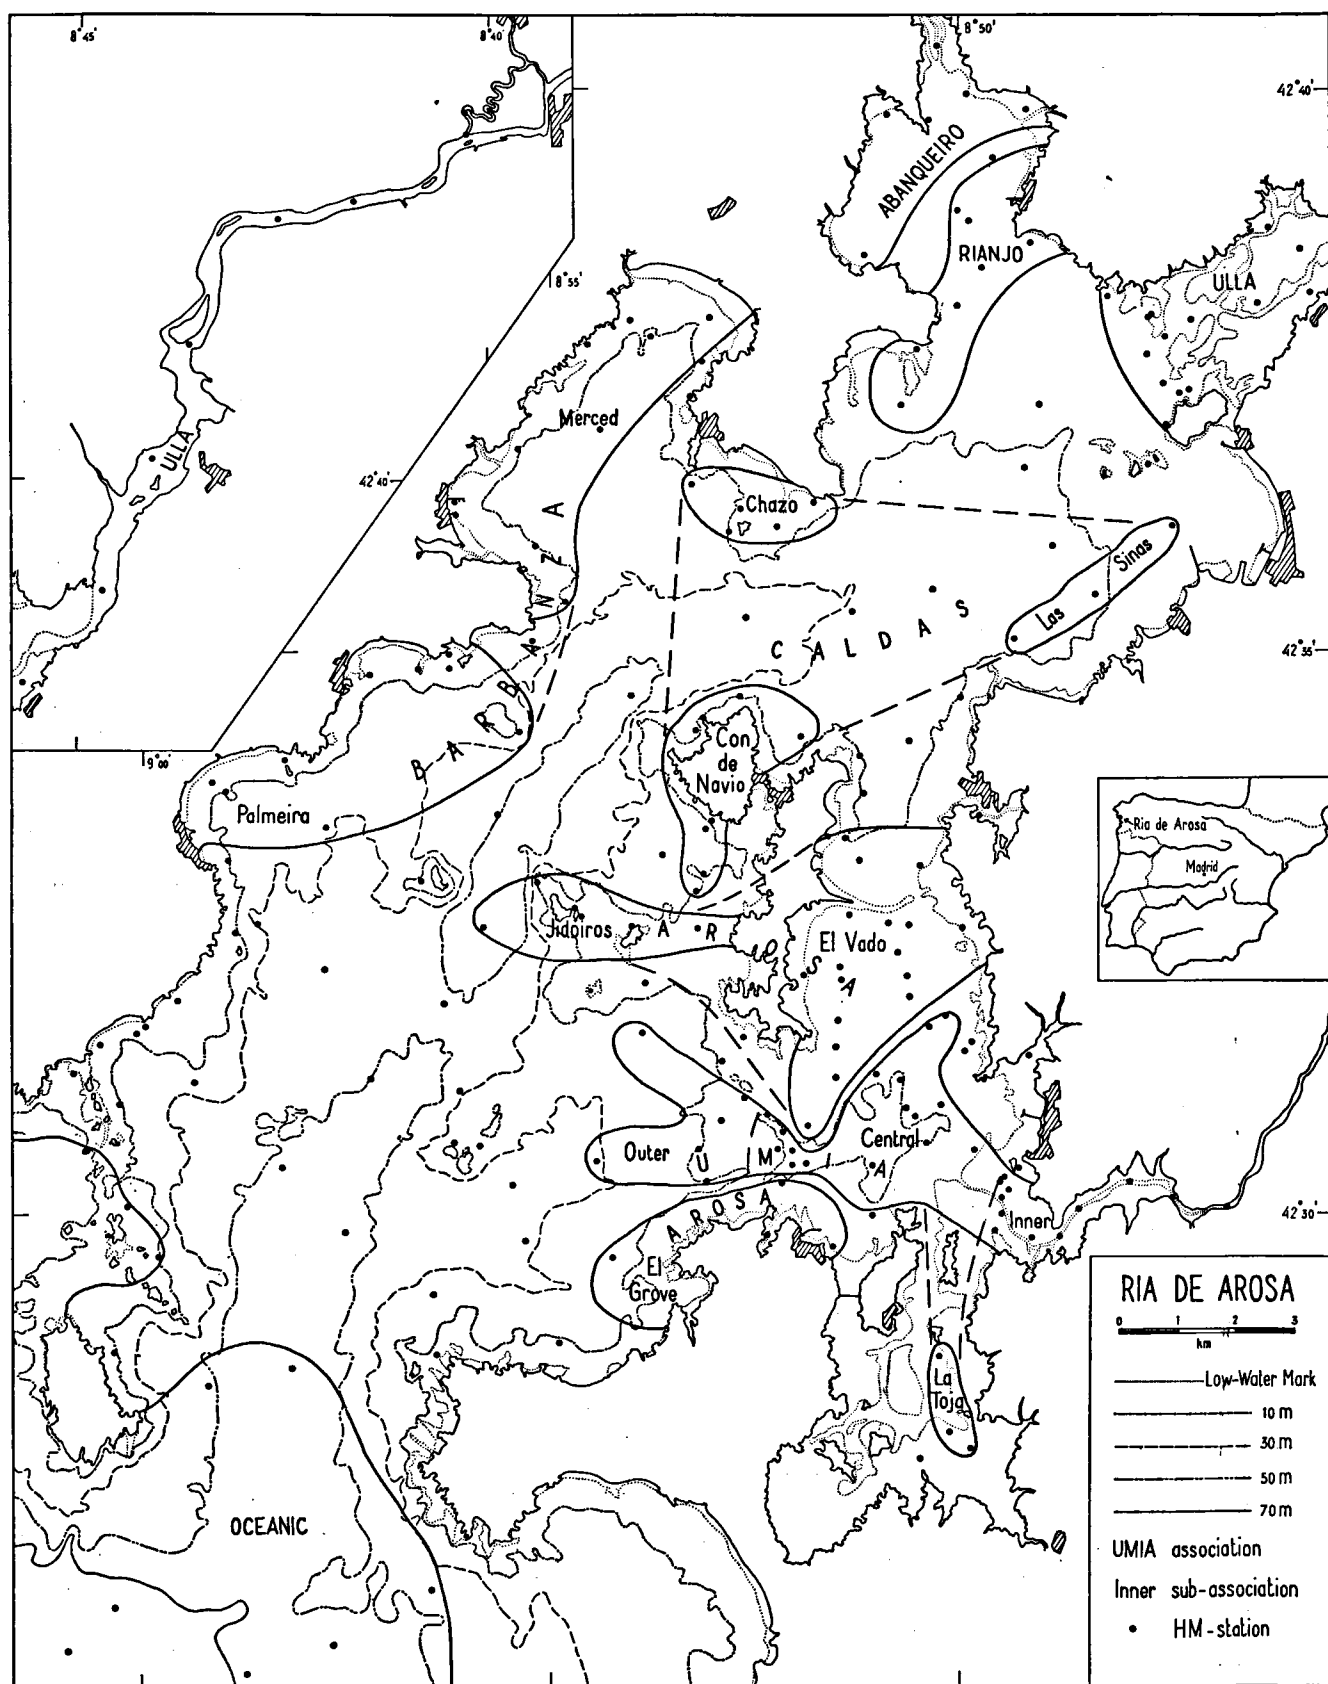 8°45'
8°40'
8°50'
42°40'
ABANQUEIRO
RIANJO
ULLA
8°55'
Merced
ULLA
42°40'
Chazo
Sinas
Las
BARBANZA
CALDAS
42°35'
9°00'
Con
de
Navio
Palmeira
Ria de Arosa
Madrid
Jidoiros
El Vado
A R A
Outer
Central
U M A
AROSA
Inner
42°30'
El
Grove
La
Toja
OCEANIC
RIA DE AROSA
0 1 2 3
km
Low-Water Mark
10 m
30 m
50 m
70 m
UMIA association
Inner sub-association
HM-station